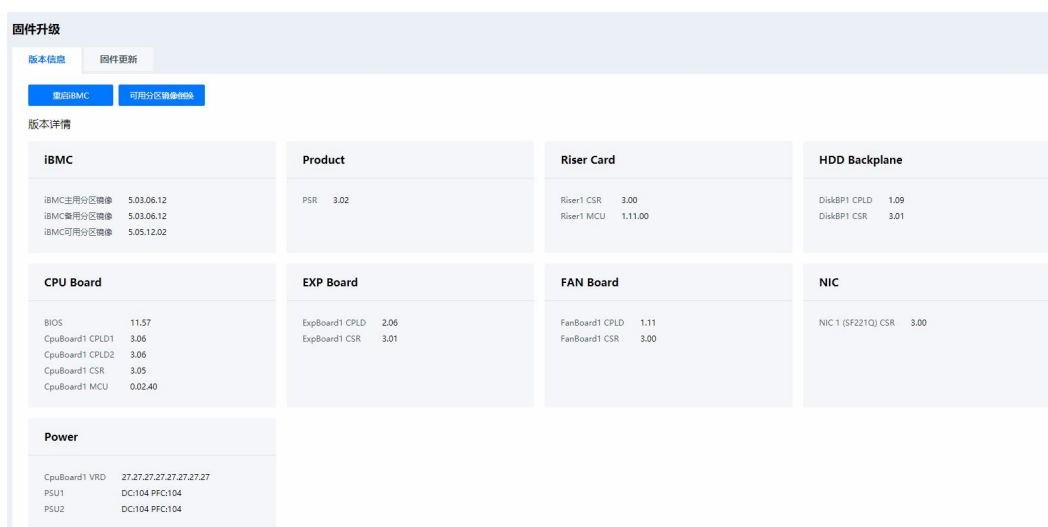 固件升级
版本信息 固件更新
重启iBMC 可用分区镜像切换
版本详情
iBMC
iBMC主用分区镜像 5.03.06.12
iBMC备用分区镜像 5.03.06.12
iBMC可用分区镜像 5.05.12.02
Product
PSR 3.02
Riser Card
Riser1 CSR 3.00
Riser1 MCU 1.11.00
HDD Backplane
DiskBP1 CPLD 1.09
DiskBP1 CSR 3.01
CPU Board
BIOS 11.57
CpuBoard1 CPLD1 3.06
CpuBoard1 CPLD2 3.06
CpuBoard1 CSR 3.05
CpuBoard1 MCU 0.02.40
EXP Board
ExpBoard1 CPLD 2.06
ExpBoard1 CSR 3.01
FAN Board
FanBoard1 CPLD 1.11
FanBoard1 CSR 3.00
NIC
NIC 1 (SF221Q) CSR 3.00
Power
CpuBoard1 VRD 27.27.27.27.27.27.27.27
PSU1 DC:104 PFC:104
PSU2 DC:104 PFC:104